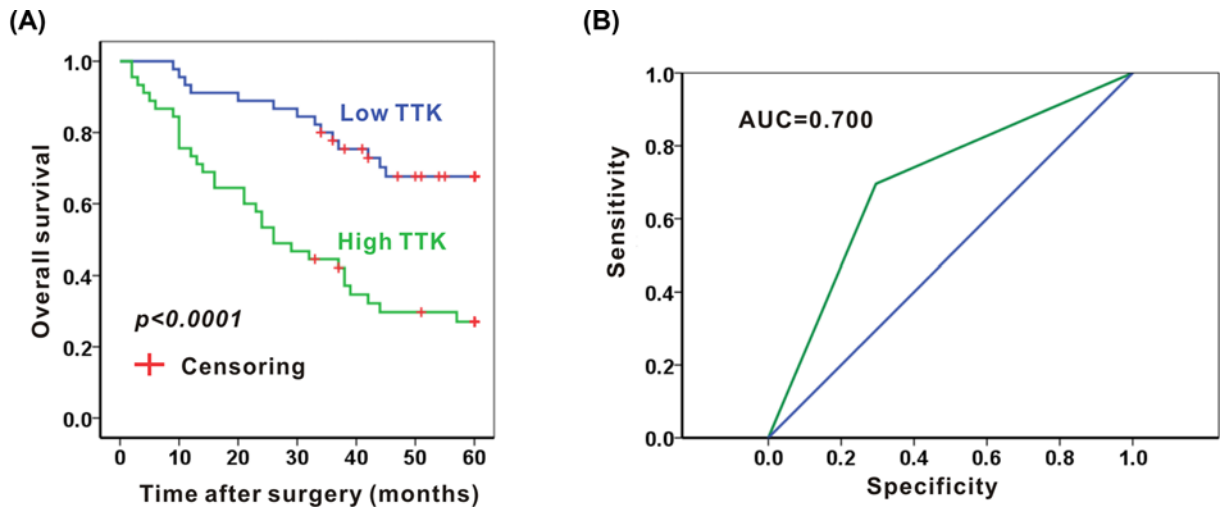 (A)
Overall survival
1.0
0.8
0.6
0.4
0.2
0.0
Low TTK
High TTK
p<0.0001
Censoring
0 10 20 30 40 50 60
Time after surgery (months)
(B)
Sensitivity
1.0
0.8
0.6
0.4
0.2
0.0
AUC=0.700
0.0 0.2 0.4 0.6 0.8 1.0
Specificity